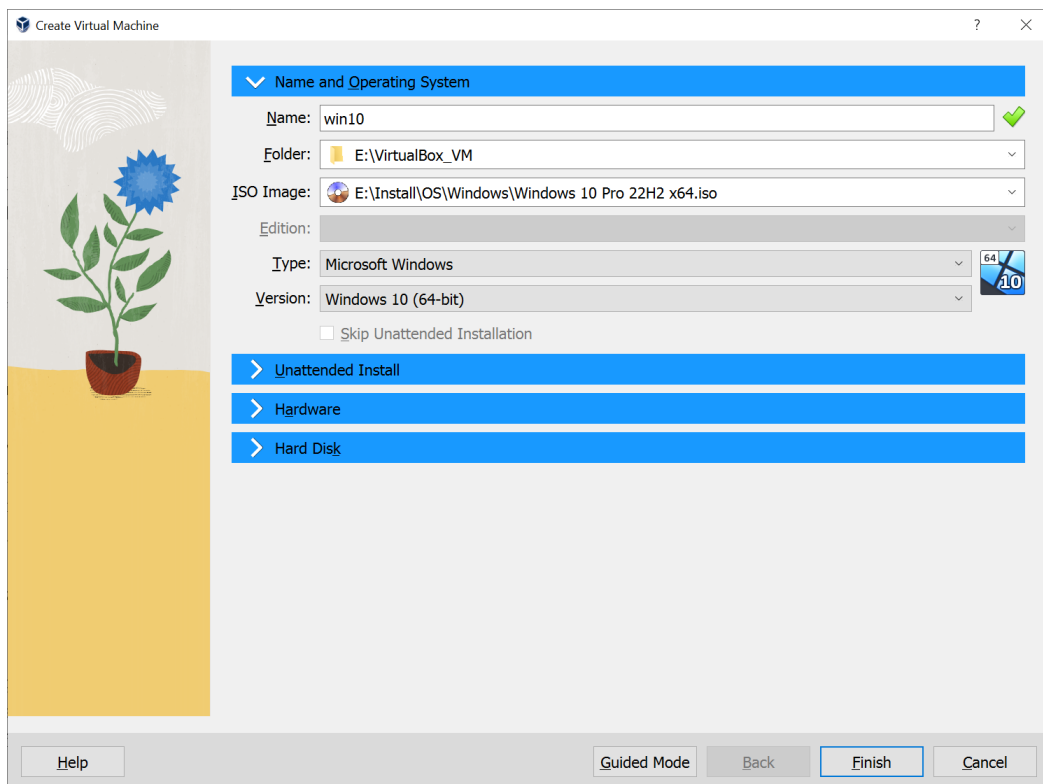 Create Virtual Machine
?
Name and Operating System
Name: win10
Folder: E:\VirtualBox_VM
ISO Image: E:\Install\OS\Windows\Windows 10 Pro 22H2 x64.iso
Edition:
Type: Microsoft Windows
64
10
Version: Windows 10 (64-bit)
Skip Unattended Installation
Unattended Install
Hardware
Hard Disk
Help Guided Mode Back Finish Cancel